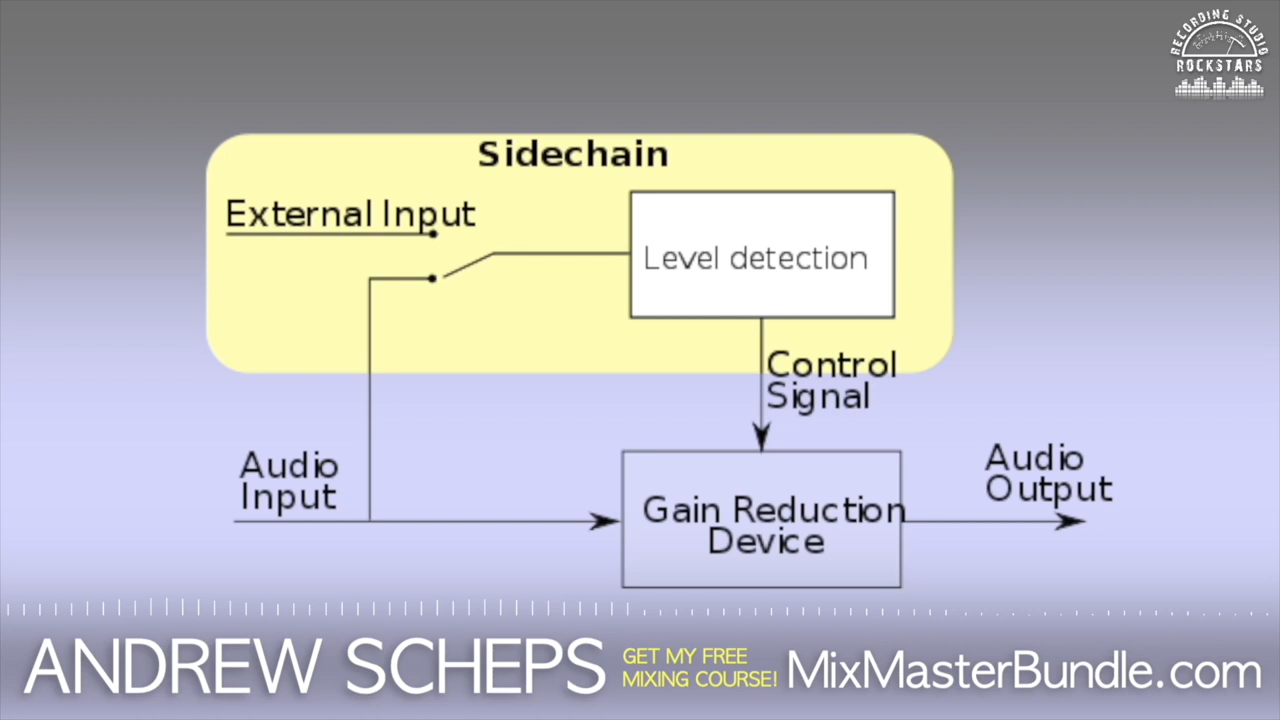 RECORDING STUDIO
ROCKSTARS
Sidechain
External Input
Level detection
Control
Signal
Audio
Input
Gain Reduction
Device
Audio
Output
ANDREW SCHEPS
GET MY FREE
MIXING COURSE!
MixMasterBundle.com